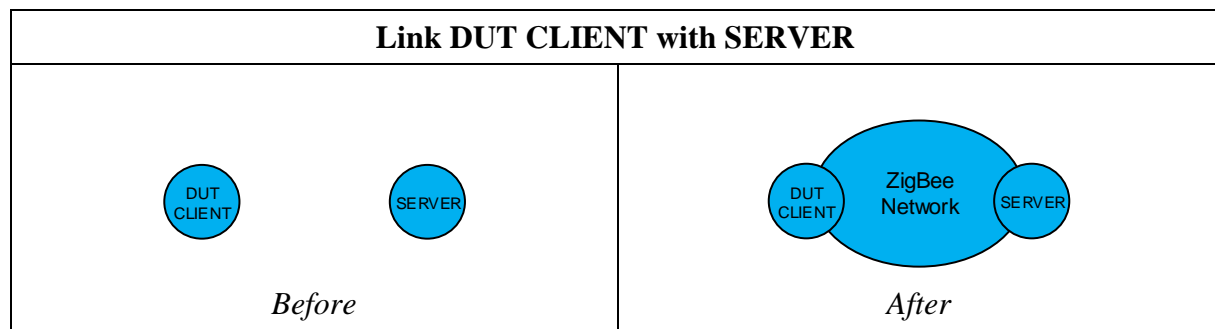 Link DUT CLIENT with SERVER
DUT
CLIENT
SERVER
Before
DUT
CLIENT
ZigBee
Network
SERVER
After